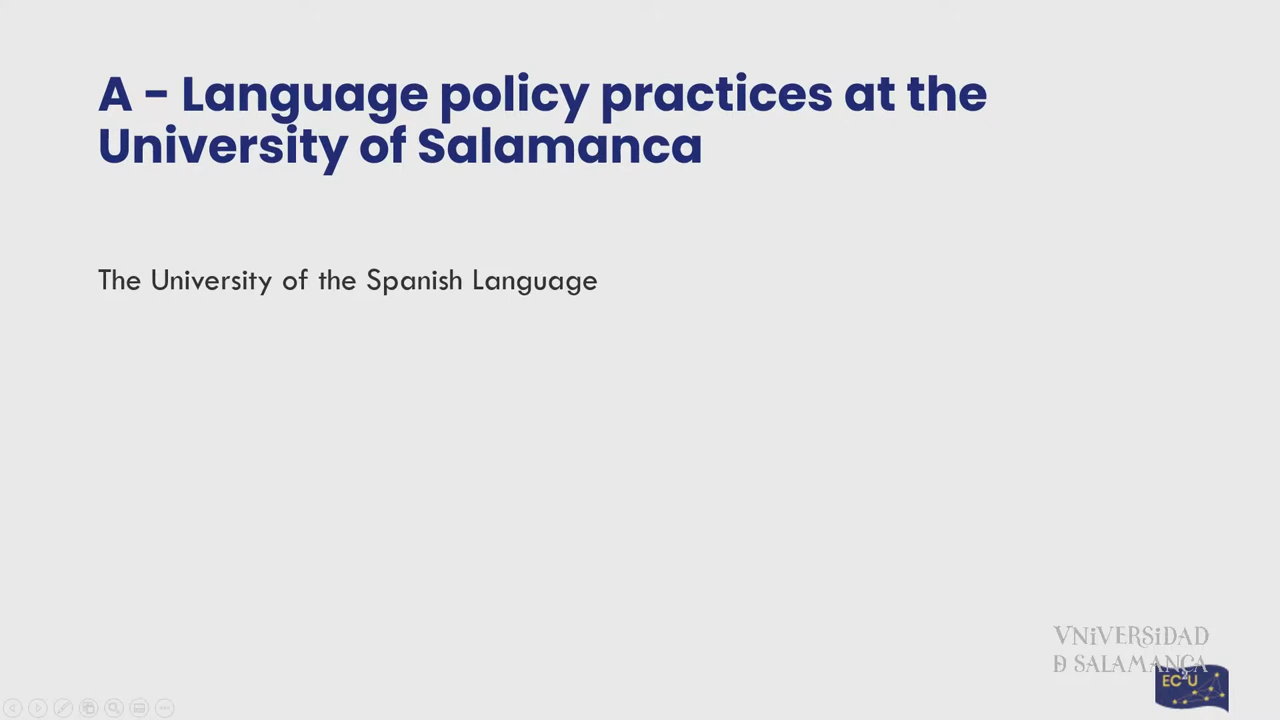 A - Language policy practices at the
University of Salamanca
The University of the Spanish Language
VNiVERSiDAD
Ð SALAMANCA
EC2U